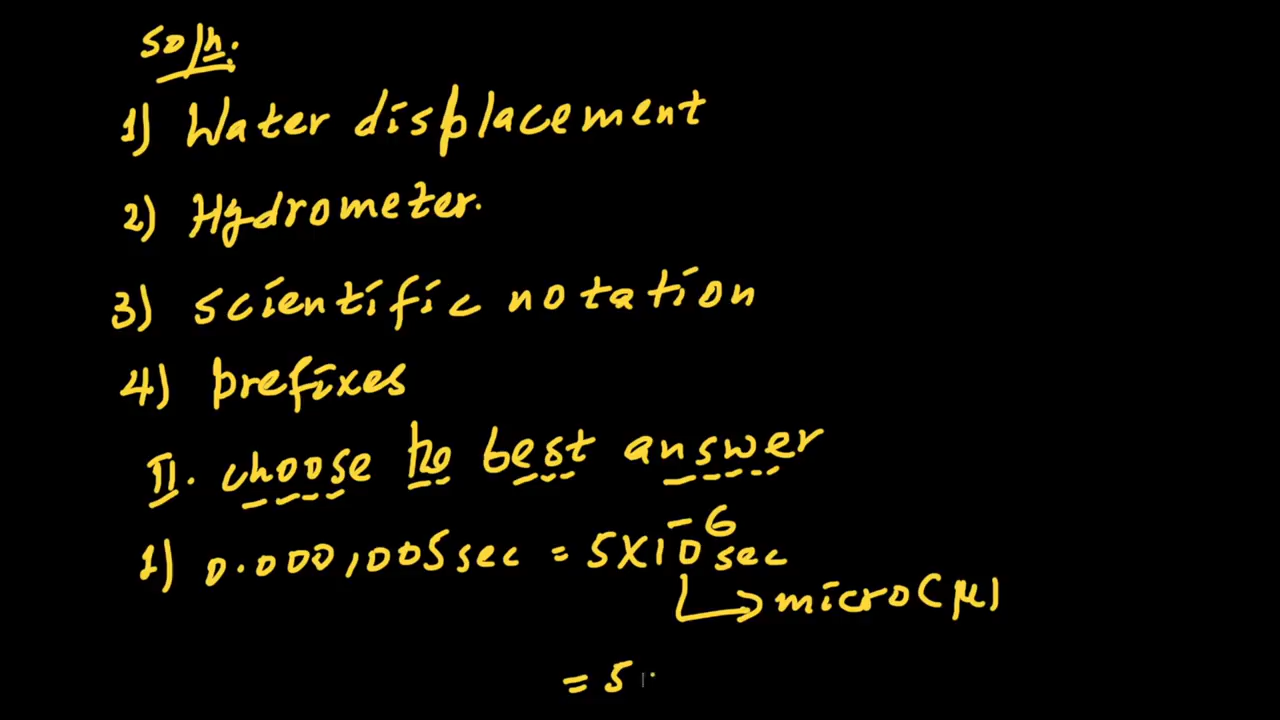 Soln.
1) Water displacement
2) Hydrometer.
3) scientific notation
4) prefixes
II. choose the best answer
1) 0.000,005 sec = 5X10⁻⁶ sec
micro (μ)
= 5